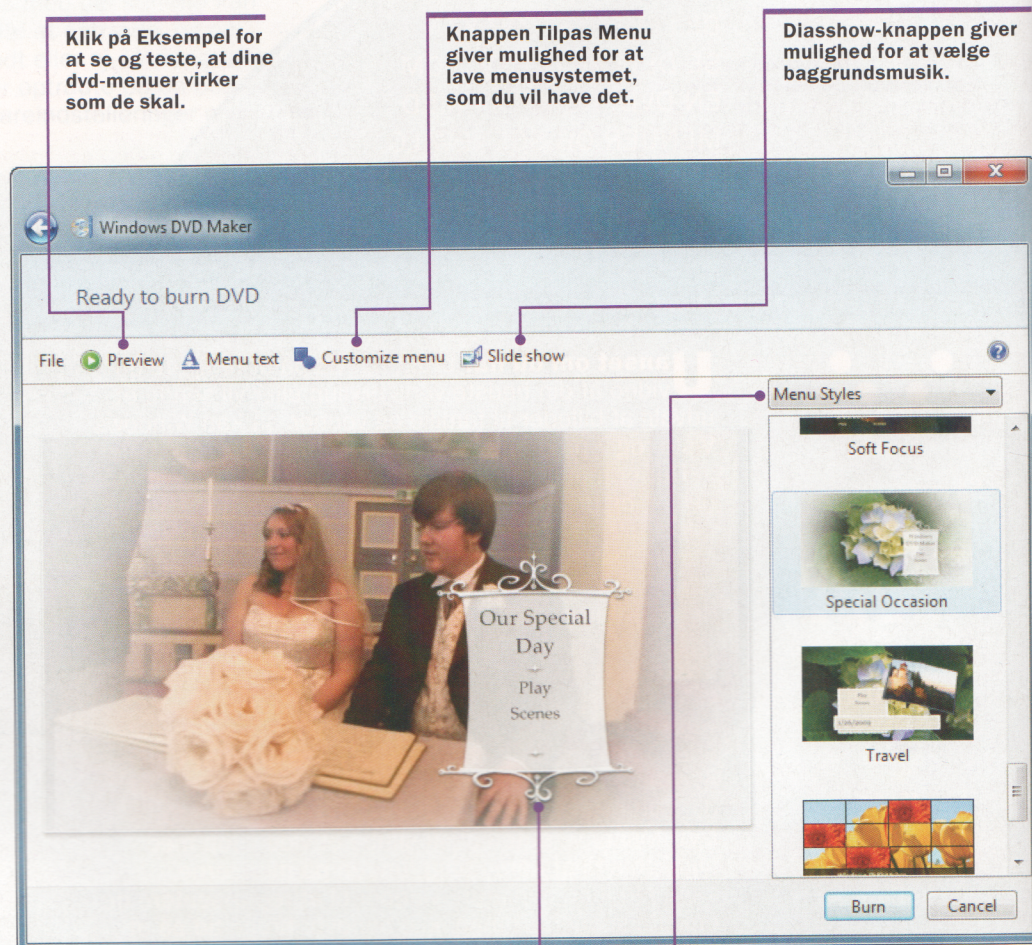 Klik på Eksempel for
at se og teste, at dine
dvd-menuer virker
som de skal.
Knappen Tilpas Menu
giver mulighed for at
lave menusystemet,
som du vil have det.
Diasshow-knappen giver
mulighed for at vælge
baggrundsmusik.
Windows DVD Maker
Ready to burn DVD
File Preview Menu text Customize menu Slide show
Menu Styles
Soft Focus
Special Occasion
Travel
Our Special
Day
Play
Scenes
Burn Cancel